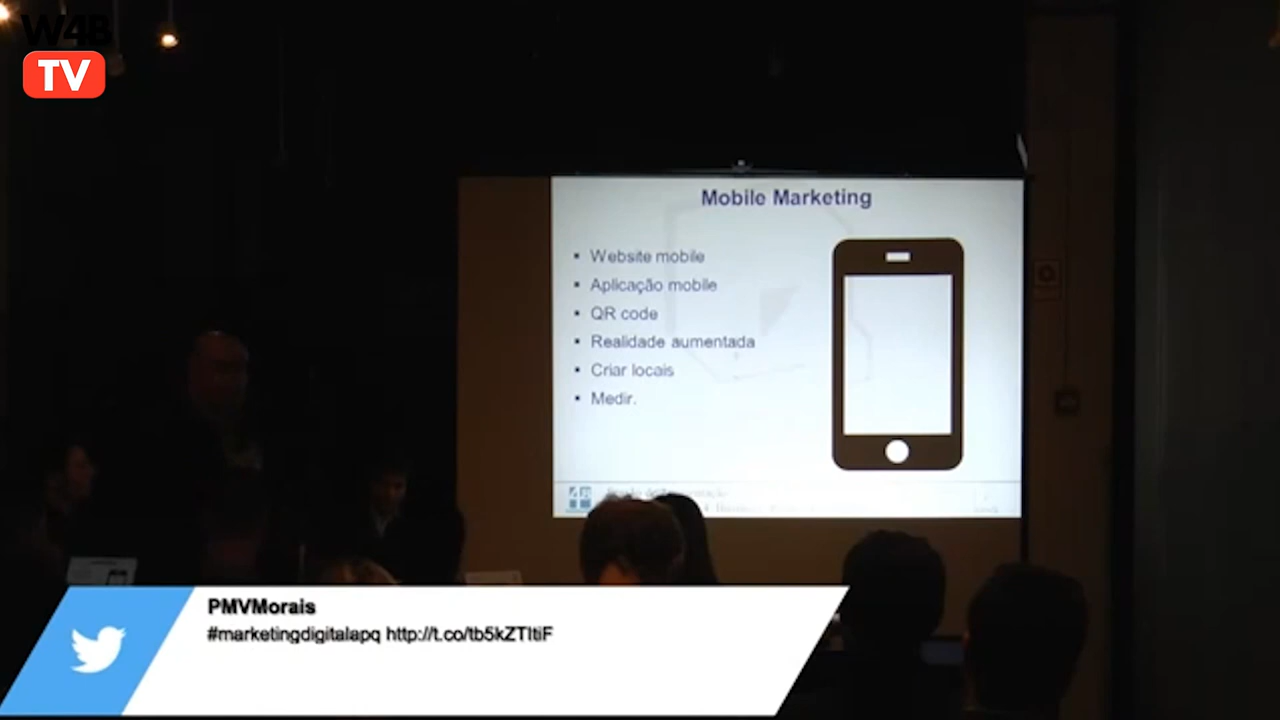 W4B
TV
Mobile Marketing
Website mobile
Aplicação mobile
QR code
Realidade aumentada
Criar locais
Medir.
PMVMorais
#marketingdigitalapq http://t.co/tb5kZTItiF